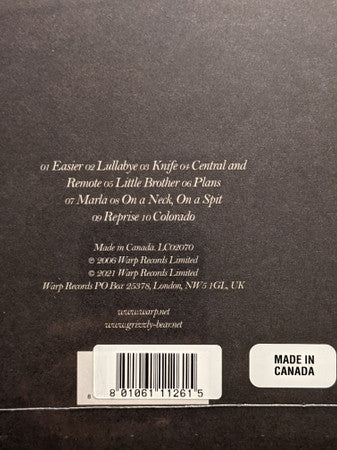 01 Easier 02 Lullabye 03 Knife 04 Central and
Remote 05 Little Brother 06 Plans
07 Marla 08 On a Neck, On a Spit
09 Reprise 10 Colorado
Made in Canada. LC02070
℗ 2006 Warp Records Limited
© 2021 Warp Records Limited
Warp Records PO Box 25378, London, NW5 1GL, UK
www.warp.net
www.grizzly-bear.net
8 01061 11261 5
MADE IN
CANADA